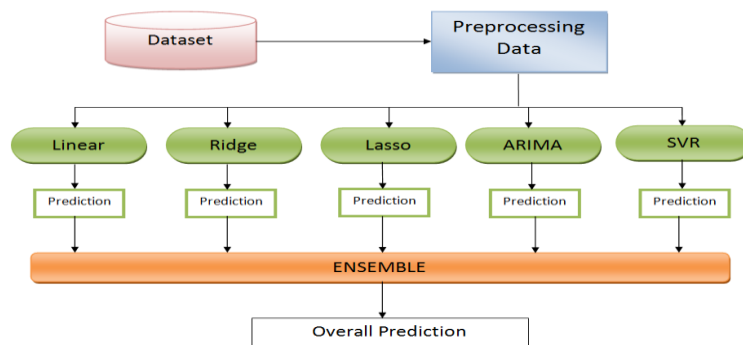 Dataset
Preprocessing
Data
Linear
Ridge
Lasso
ARIMA
SVR
Prediction
Prediction
Prediction
Prediction
Prediction
ENSEMBLE
Overall Prediction